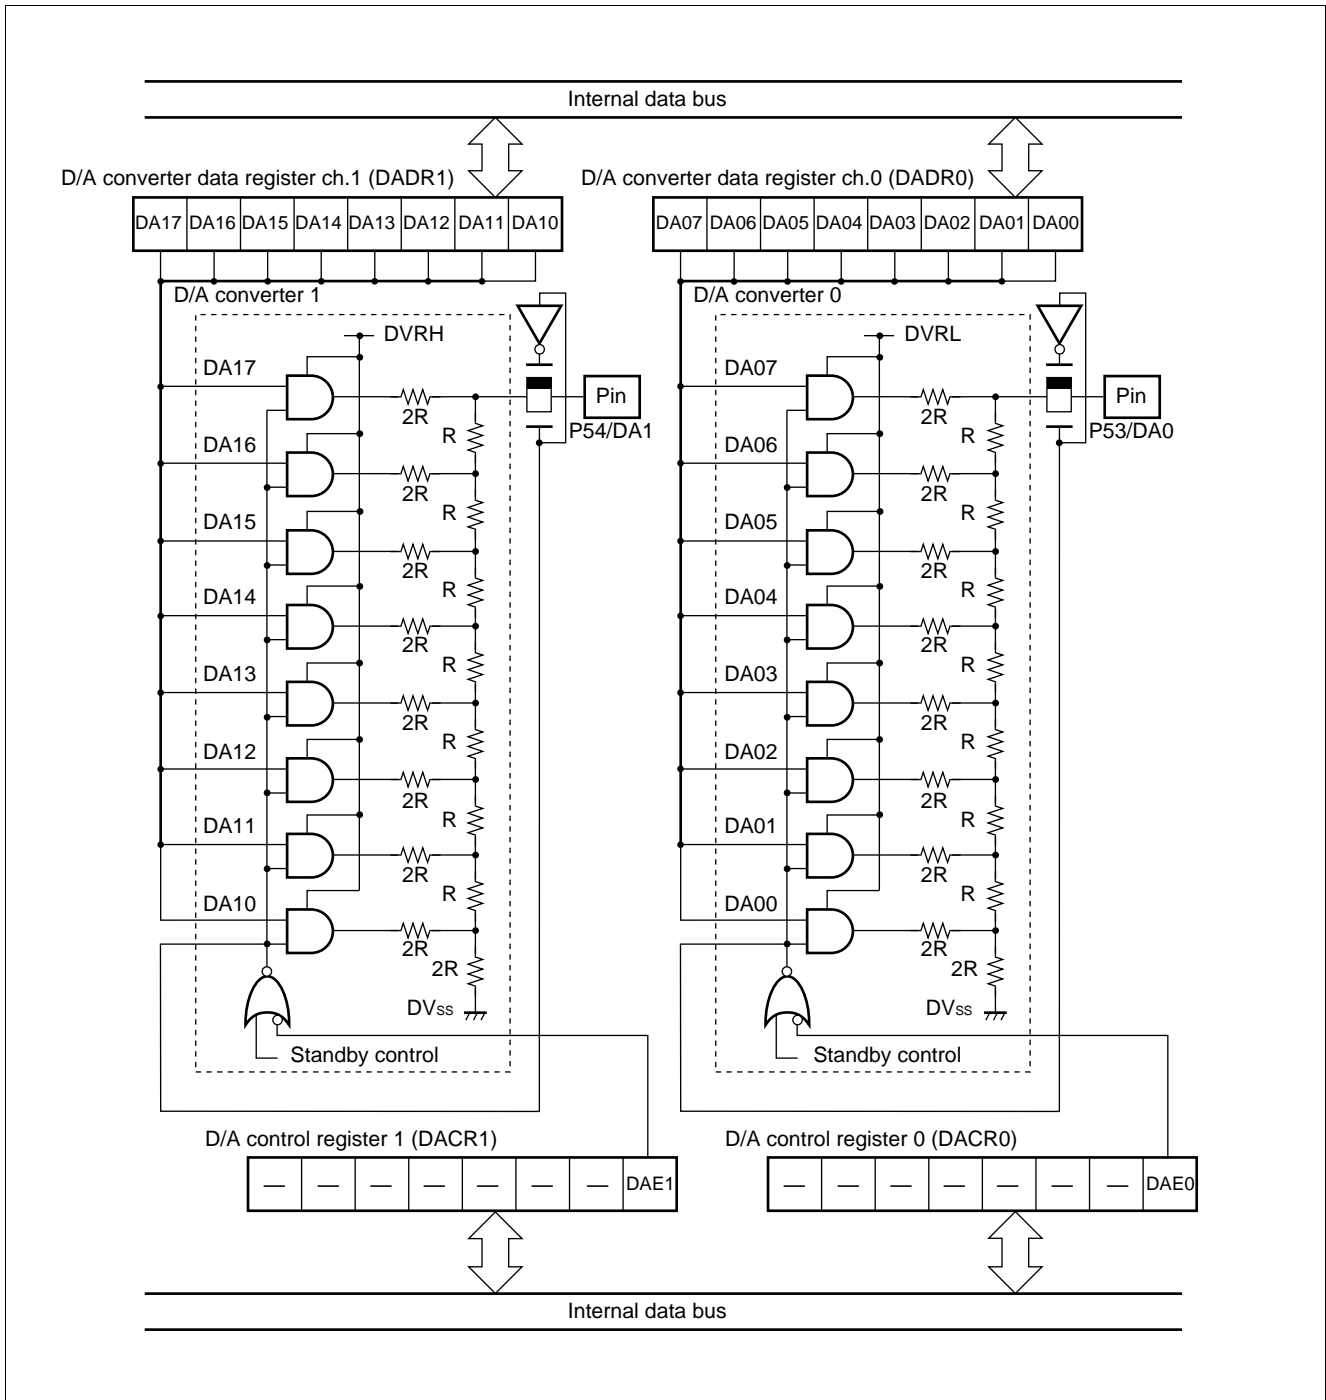 Internal data bus
D/A converter data register ch.1 (DADR1)
DA17 DA16 DA15 DA14 DA13 DA12 DA11 DA10
D/A converter 1
DVRH
DA17
2R
R
Pin
P54/DA1
DA16
2R
R
DA15
2R
R
DA14
2R
R
DA13
2R
R
DA12
2R
R
DA11
2R
R
DA10
2R
2R
DVss
Standby control
D/A control register 1 (DACR1)
— — — — — — — DAE1
D/A converter data register ch.0 (DADR0)
DA07 DA06 DA05 DA04 DA03 DA02 DA01 DA00
D/A converter 0
DVRL
DA07
2R
R
Pin
P53/DA0
DA06
2R
R
DA05
2R
R
DA04
2R
R
DA03
2R
R
DA02
2R
R
DA01
2R
R
DA00
2R
2R
DVss
Standby control
D/A control register 0 (DACR0)
— — — — — — — DAE0
Internal data bus